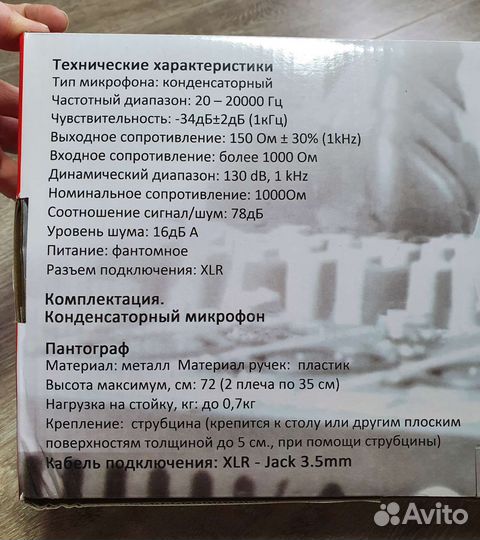 Технические характеристики
Тип микрофона: конденсаторный
Частотный диапазон: 20 – 20000 Гц
Чувствительность: -34дБ±2дБ (1кГц)
Выходное сопротивление: 150 Ом ± 30% (1kHz)
Входное сопротивление: более 1000 Ом
Динамический диапазон: 130 dB, 1 kHz
Номинальное сопротивление: 1000Ом
Соотношение сигнал/шум: 78дБ
Уровень шума: 16дБ А
Питание: фантомное
Разъем подключения: XLR
Комплектация.
Конденсаторный микрофон
Пантограф
Материал: металл Материал ручек: пластик
Высота максимум, см: 72 (2 плеча по 35 см)
Нагрузка на стойку, кг: до 0,7кг
Крепление: струбцина (крепится к столу или другим плоским
поверхностям толщиной до 5 см., при помощи струбцины)
Кабель подключения: XLR - Jack 3.5mm
Avito